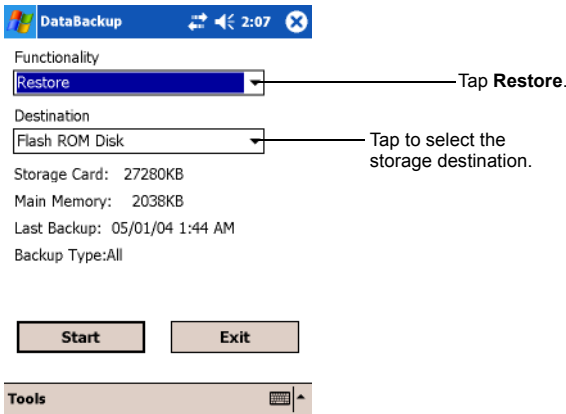 DataBackup 2:07
Functionality
Restore
Tap Restore.
Destination
Flash ROM Disk
Tap to select the
storage destination.
Storage Card: 27280KB
Main Memory: 2038KB
Last Backup: 05/01/04 1:44 AM
Backup Type:All
Start Exit
Tools